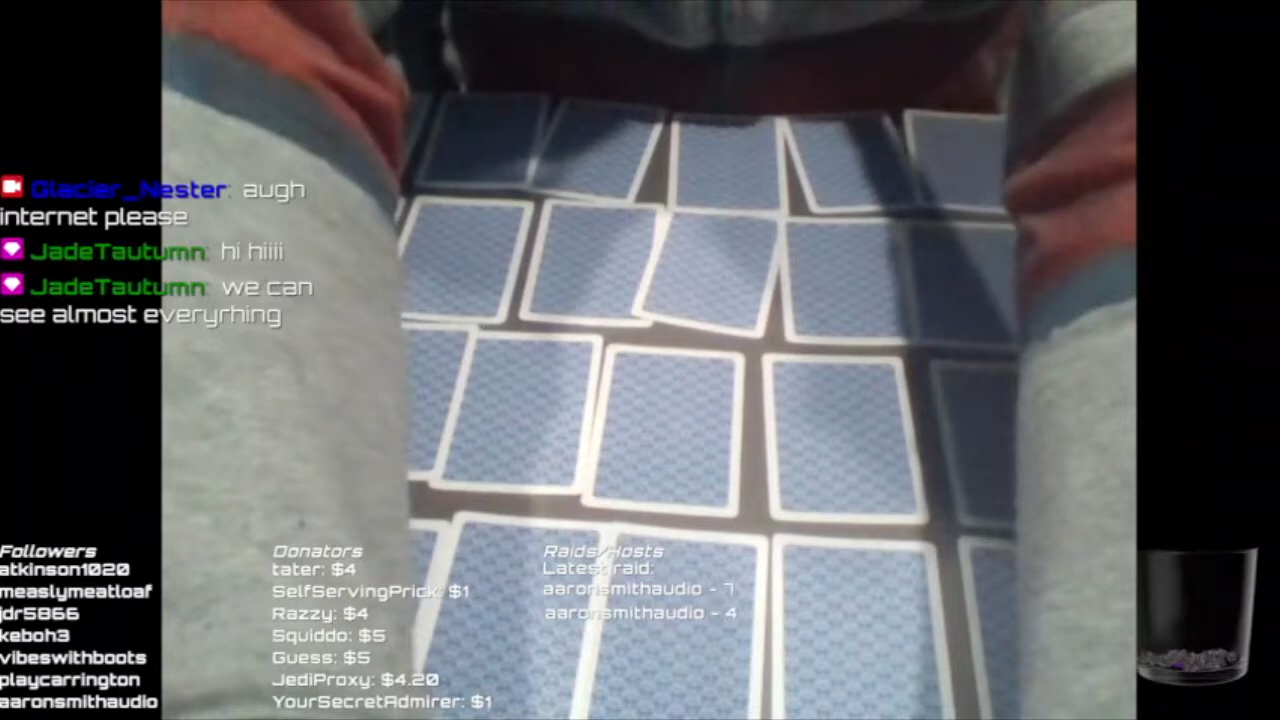 Glacier_Nester: augh
internet please
JadeTautumn: hi hiiii
JadeTautumn: we can
see almost everyrhing
Followers
atkinson1020
measlymeatloaf
jdr5866
keboh3
vibeswithboots
playcarrington
aaronsmithaudio
Donators
tater: $4
SelfServingPrick: $1
Razzy: $4
Squiddo: $5
Guess: $5
JediProxy: $4.20
YourSecretAdmirer: $1
Raids/Hosts
Latest raid:
aaronsmithaudio - 7
aaronsmithaudio - 4